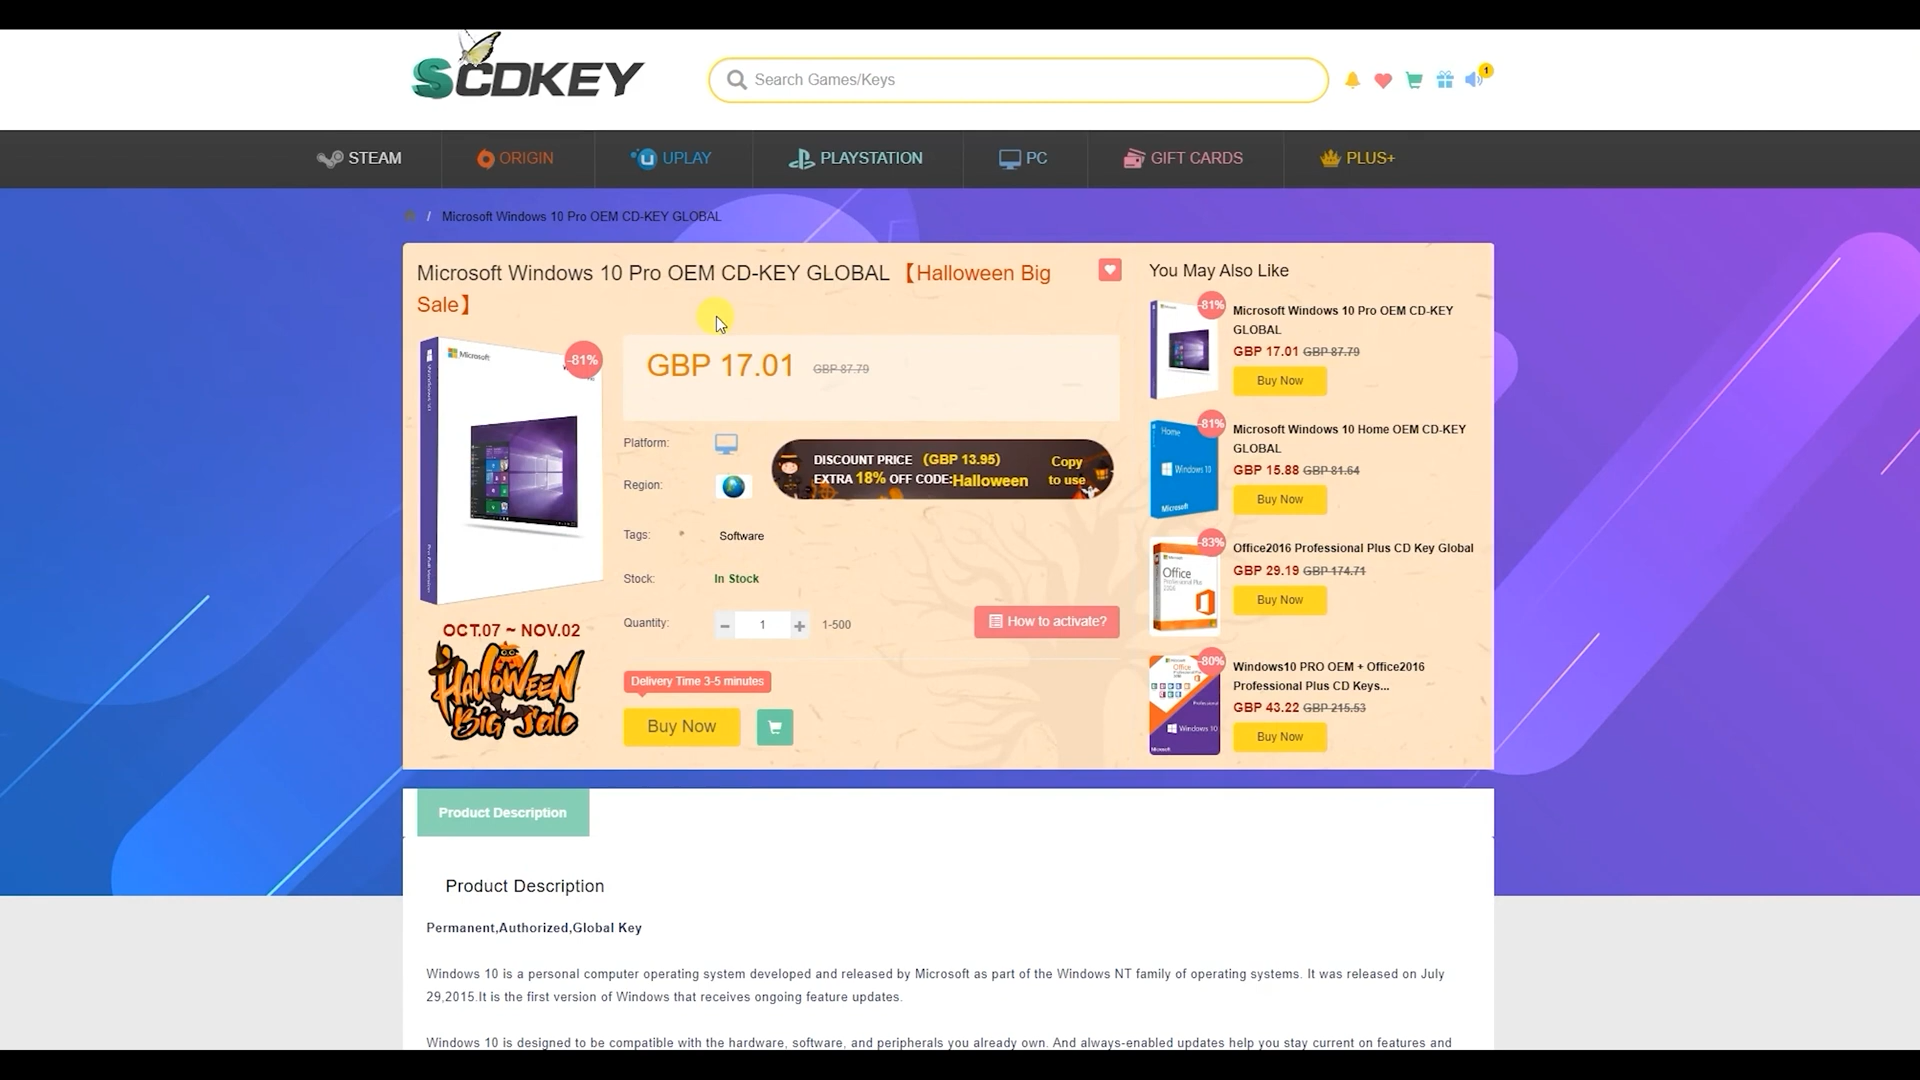 SCDKEY
Search Games/Keys
1
STEAM
ORIGIN
UPLAY
PLAYSTATION
PC
GIFT CARDS
PLUS+
/ Microsoft Windows 10 Pro OEM CD-KEY GLOBAL
Microsoft Windows 10 Pro OEM CD-KEY GLOBAL 【Halloween Big
Sale】
Microsoft
-81%
GBP 17.01 GBP 87.79
Platform:
Region:
DISCOUNT PRICE (GBP 13.95)
EXTRA 18% OFF CODE:Halloween
Copy
to use
Tags: Software
Stock: In Stock
Quantity: − 1 + 1-500
How to activate?
Delivery Time 3-5 minutes
Buy Now
OCT.07 ~ NOV.02
Halloween
Big Sale
You May Also Like
-81%
Microsoft Windows 10 Pro OEM CD-KEY
GLOBAL
GBP 17.01 GBP 87.79
Buy Now
-81%
Home
Windows 10
Microsoft
Microsoft Windows 10 Home OEM CD-KEY
GLOBAL
GBP 15.88 GBP 81.64
Buy Now
-83%
Office
Office2016 Professional Plus CD Key Global
GBP 29.19 GBP 174.71
Buy Now
-80%
Office
Windows 10
Microsoft
Windows10 PRO OEM + Office2016
Professional Plus CD Keys...
GBP 43.22 GBP 215.53
Buy Now
Product Description
Product Description
Permanent,Authorized,Global Key
Windows 10 is a personal computer operating system developed and released by Microsoft as part of the Windows NT family of operating systems. It was released on July
29,2015.It is the first version of Windows that receives ongoing feature updates.
Windows 10 is designed to be compatible with the hardware, software, and peripherals you already own. And always-enabled updates help you stay current on features and